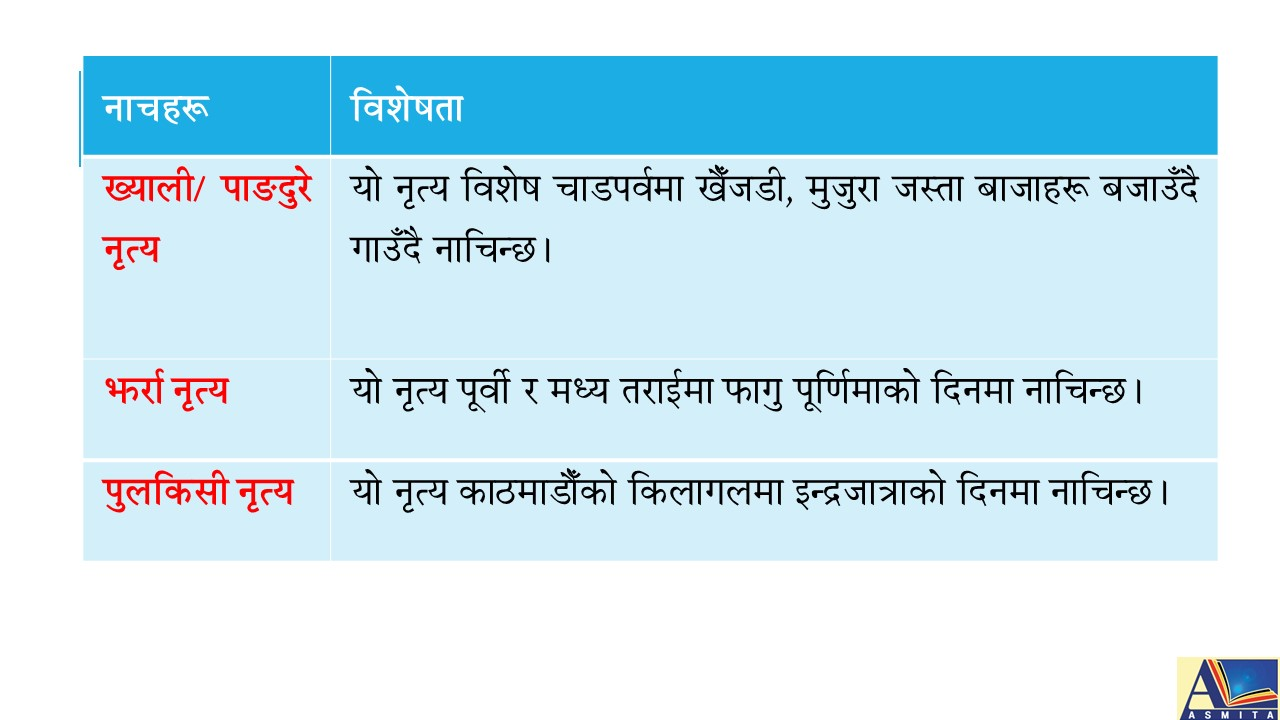 नाचहरू
विशेषता
ख्याली/ पाङदुरे
नृत्य
यो नृत्य विशेष चाडपर्वमा खैँजडी, मुजुरा जस्ता बाजाहरू बजाउँदै
गाउँदै नाचिन्छ।
झर्रा नृत्य
यो नृत्य पूर्वी र मध्य तराईमा फागु पूर्णिमाको दिनमा नाचिन्छ।
पुलकिसी नृत्य
यो नृत्य काठमाडौँको किलागलमा इन्द्रजात्राको दिनमा नाचिन्छ।
ASMITA